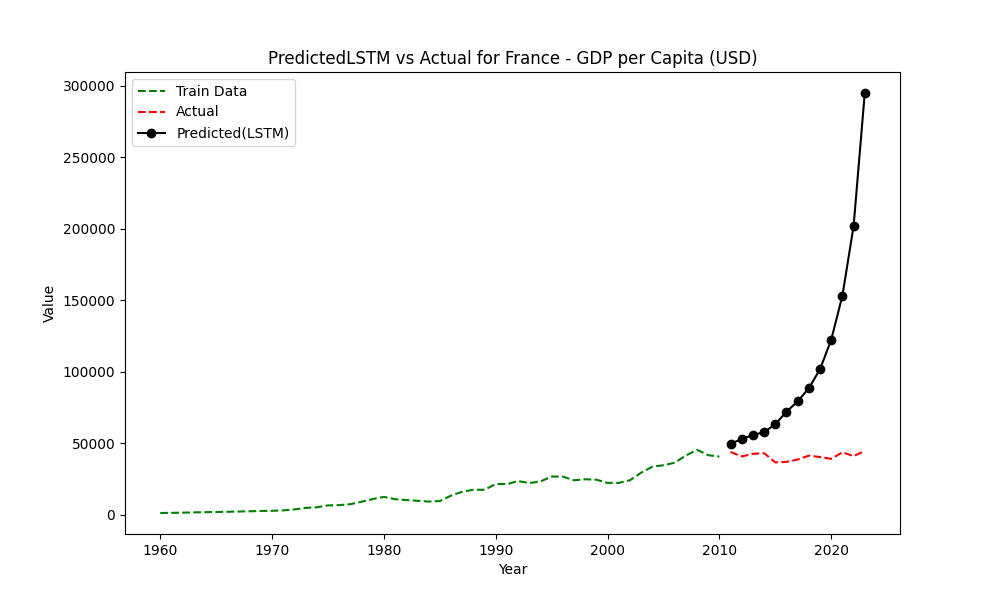 PredictedLSTM vs Actual for France - GDP per Capita (USD)
Train Data
Actual
Predicted(LSTM)
300000
250000
200000
150000
100000
50000
0
Value
1960 1970 1980 1990 2000 2010 2020
Year